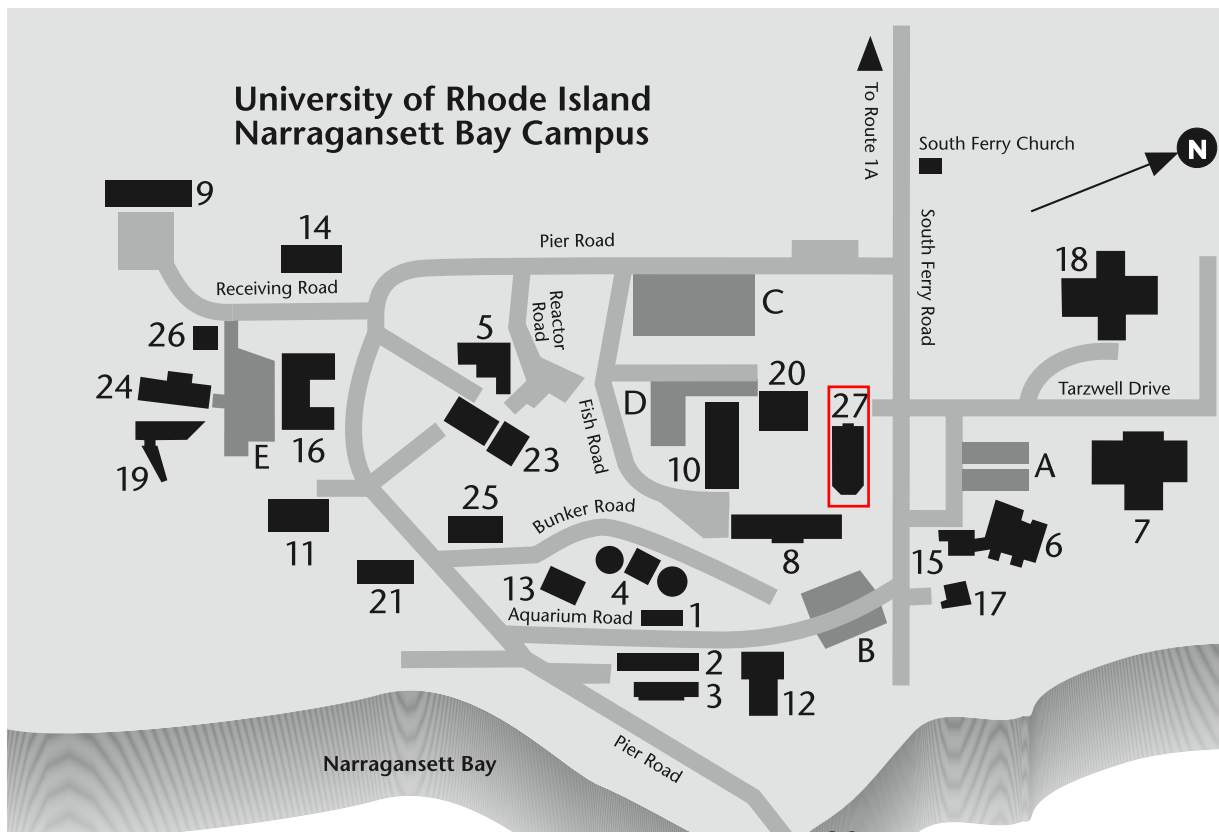 University of Rhode Island
Narragansett Bay Campus
To Route 1A
South Ferry Church
N
9
14
Pier Road
South Ferry Road
18
Receiving Road
Reactor
Road
C
26
5
24
20
27
Tarzwell Drive
D
Fish Road
19
E
16
23
10
A
25
Bunker Road
7
11
8
15
6
21
13
4
17
Aquarium Road
1
B
2
3
12
Pier Road
Narragansett Bay